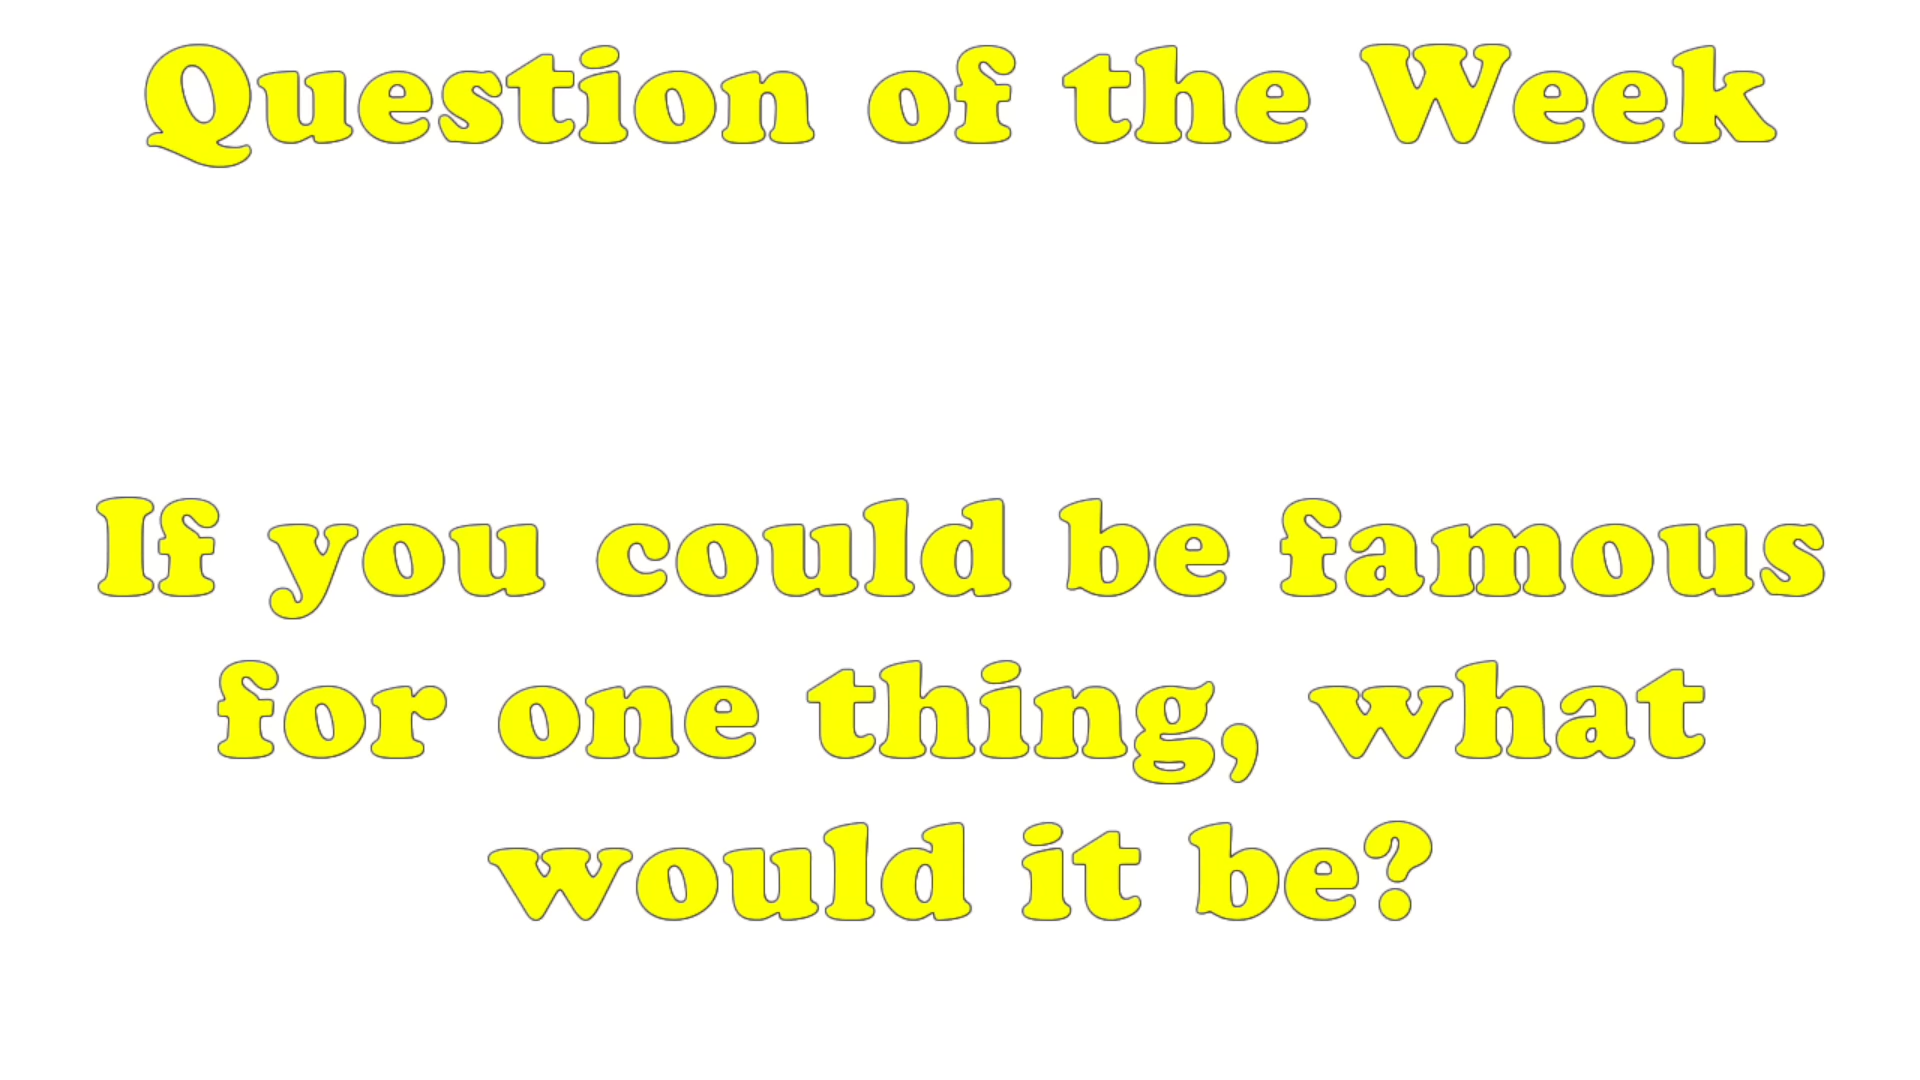 Question of the Week
If you could be famous
for one thing, what
would it be?